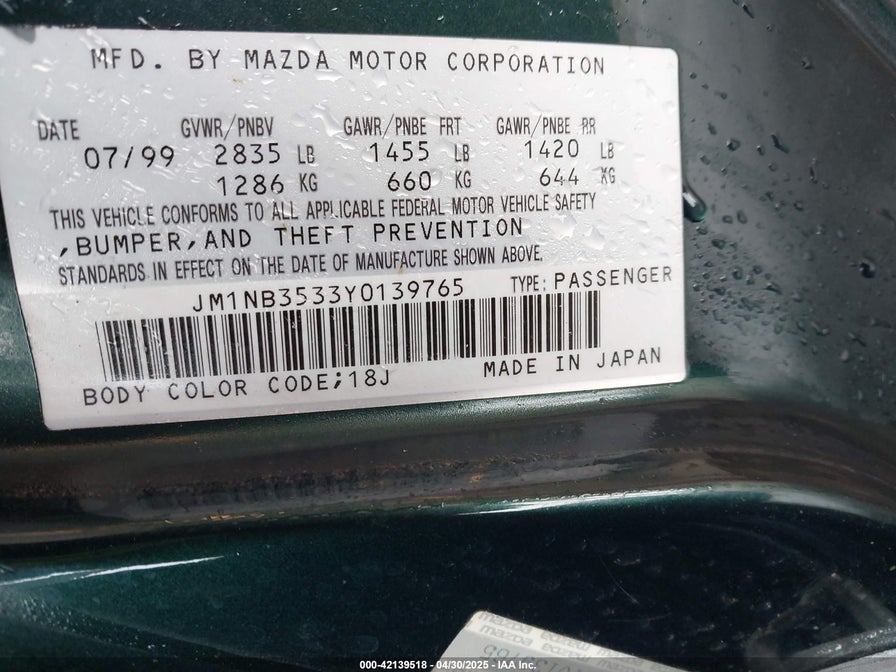 MFD. BY MAZDA MOTOR CORPORATION
DATE GVWR/PNBV GAWR/PNBE FRT GAWR/PNBE RR
07/99 2835 LB 1455 LB 1420 LB
1286 KG 660 KG 644 KG
THIS VEHICLE CONFORMS TO ALL APPLICABLE FEDERAL MOTOR VEHICLE SAFETY
,BUMPER,AND THEFT PREVENTION
STANDARDS IN EFFECT ON THE DATE OF MANUFACTURE SHOWN ABOVE.
JM1NB3533Y0139765 TYPE: PASSENGER
BODY COLOR CODE;18J MADE IN JAPAN
mazda
mazda
000-42139518 - 04/30/2025 - IAA Inc.